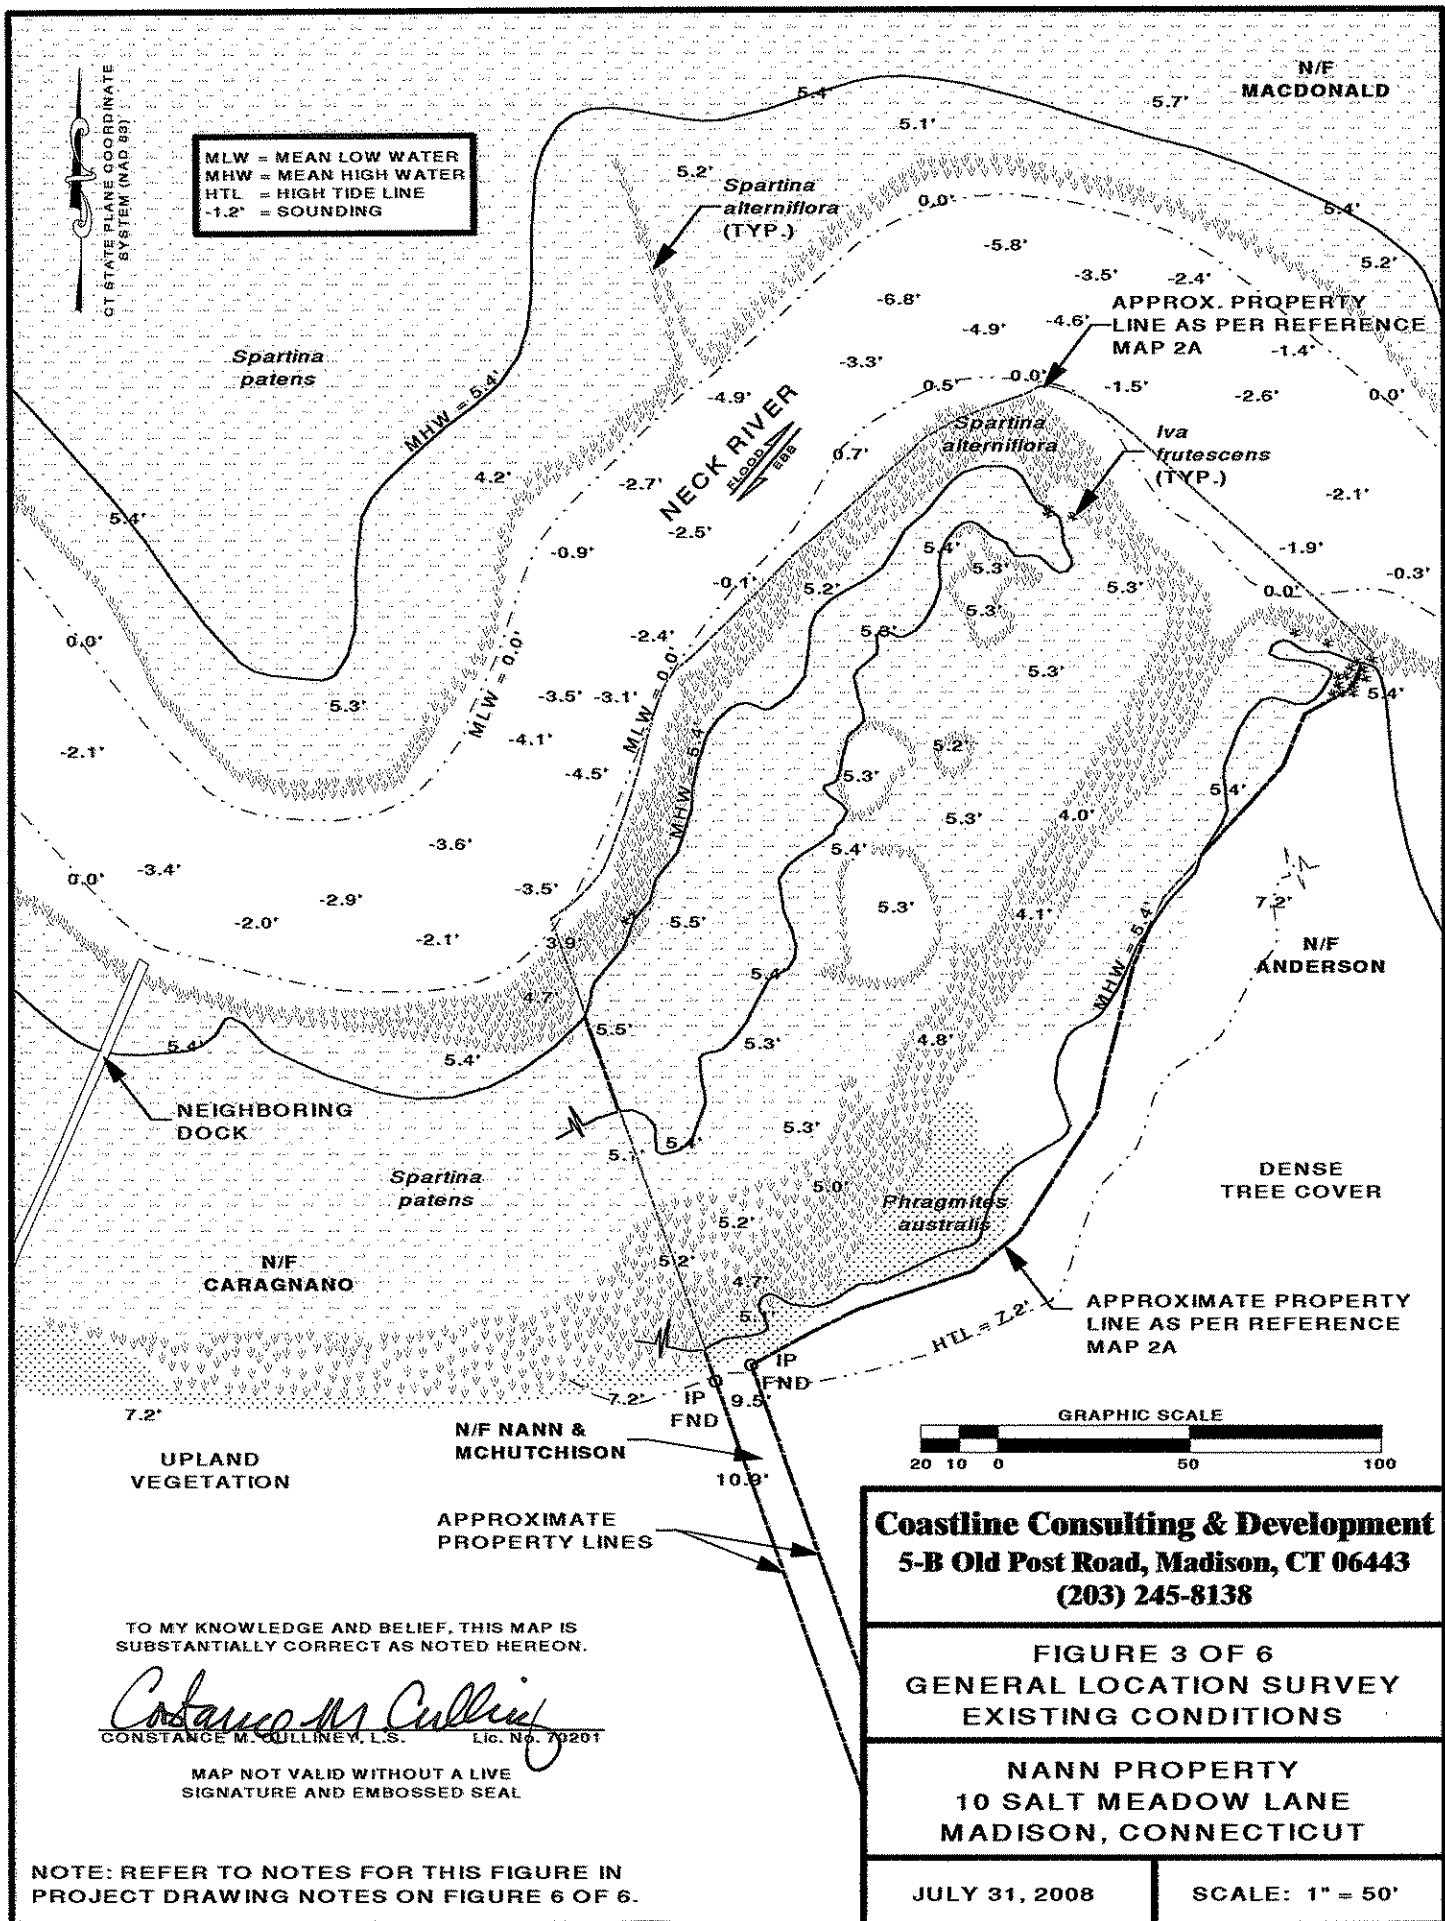 N/F
MACDONALD
CT STATE PLANE COORDINATE
SYSTEM (NAD 83)
MLW = MEAN LOW WATER
MHW = MEAN HIGH WATER
HTL = HIGH TIDE LINE
-1.2' = SOUNDING
5.4'
5.7'
5.1'
5.2'
Spartina
alterniflora
(TYP.)
0.0'
5.4'
-5.8'
5.2'
-3.5'
-2.4'
-6.8'
APPROX. PROPERTY
LINE AS PER REFERENCE
MAP 2A
-4.9'
-4.6'
Spartina
patens
-3.3'
-1.4'
0.5'
0.0'
-1.5'
-2.6'
0.0'
-4.9'
MHW = 5.4'
NECK RIVER
FLOOD
EBB
Spartina
alterniflora
Iva
frutescens
(TYP.)
0.7'
4.2'
-2.7'
-2.1'
5.4'
-2.5'
-0.9'
5.4'
-1.9'
5.3'
-0.3'
-0.1'
5.2'
5.3'
0.0'
5.3'
0.0'
-2.4'
5.3'
5.3'
MLW = 0.0'
MLW = 0.0'
-3.5'
-3.1'
5.4'
5.3'
-4.1'
-2.1'
5.2'
-4.5'
5.3'
MHW = 5.4'
5.4'
5.3'
4.0'
-3.6'
5.4'
0.0'
-3.4'
-3.5'
-2.9'
5.3'
7.2'
-2.0'
5.5'
4.1'
-2.1'
3.9'
MHW = 5.4'
N/F
ANDERSON
5.4'
4.7'
5.5'
5.4'
5.3'
4.8'
5.4'
NEIGHBORING
DOCK
5.3'
5.4'
5.1'
DENSE
TREE COVER
Spartina
patens
5.0'
Phragmites
australis
5.2'
N/F
CARAGNANO
5.2'
4.7'
5.1'
APPROXIMATE PROPERTY
LINE AS PER REFERENCE
MAP 2A
HTL = 7.2'
IP
FND
7.2'
IP
FND
9.5'
7.2'
UPLAND
VEGETATION
N/F NANN &
MCHUTCHISON
10.9'
GRAPHIC SCALE
20 10 0 50 100
APPROXIMATE
PROPERTY LINES
Coastline Consulting & Development
5-B Old Post Road, Madison, CT 06443
(203) 245-8138
TO MY KNOWLEDGE AND BELIEF, THIS MAP IS
SUBSTANTIALLY CORRECT AS NOTED HEREON.
Constance M. Culliney
CONSTANCE M. CULLINEY, L.S. Lic. No. 70201
MAP NOT VALID WITHOUT A LIVE
SIGNATURE AND EMBOSSED SEAL
FIGURE 3 OF 6
GENERAL LOCATION SURVEY
EXISTING CONDITIONS
NANN PROPERTY
10 SALT MEADOW LANE
MADISON, CONNECTICUT
NOTE: REFER TO NOTES FOR THIS FIGURE IN
PROJECT DRAWING NOTES ON FIGURE 6 OF 6.
JULY 31, 2008
SCALE: 1" = 50'